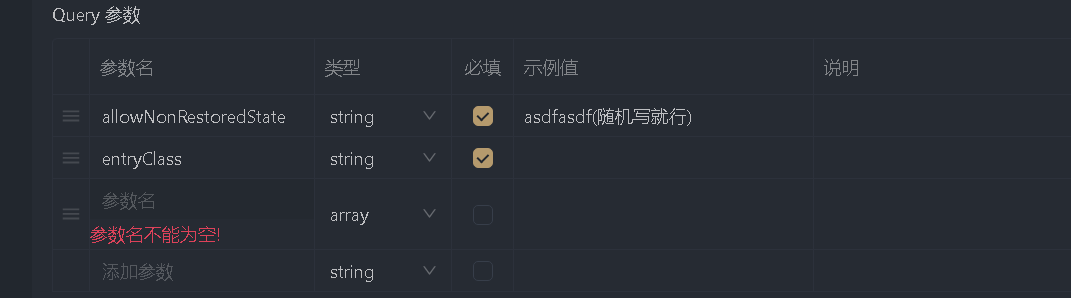 Query 参数
参数名 类型 必填 示例值 说明
allowNonRestoredState string asdfasdf(随机写就行)
entryClass string
参数名
array
参数名不能为空!
添加参数 string